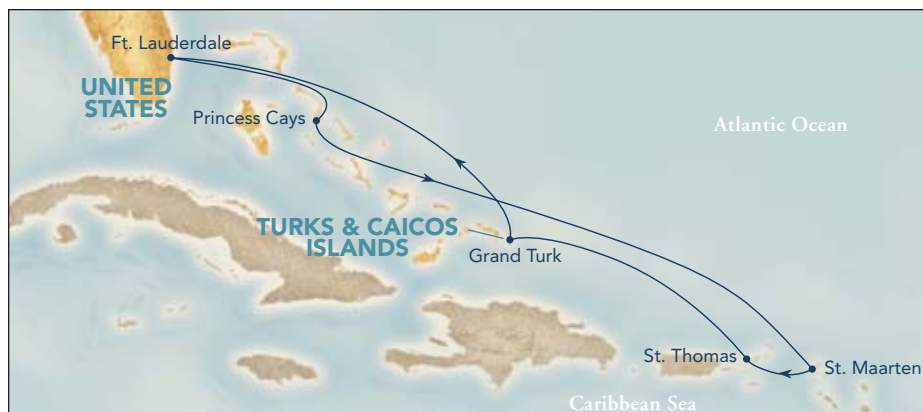 Ft. Lauderdale
UNITED
STATES
Princess Cays
Atlantic Ocean
TURKS & CAICOS
ISLANDS
Grand Turk
St. Thomas
St. Maarten
Caribbean Sea